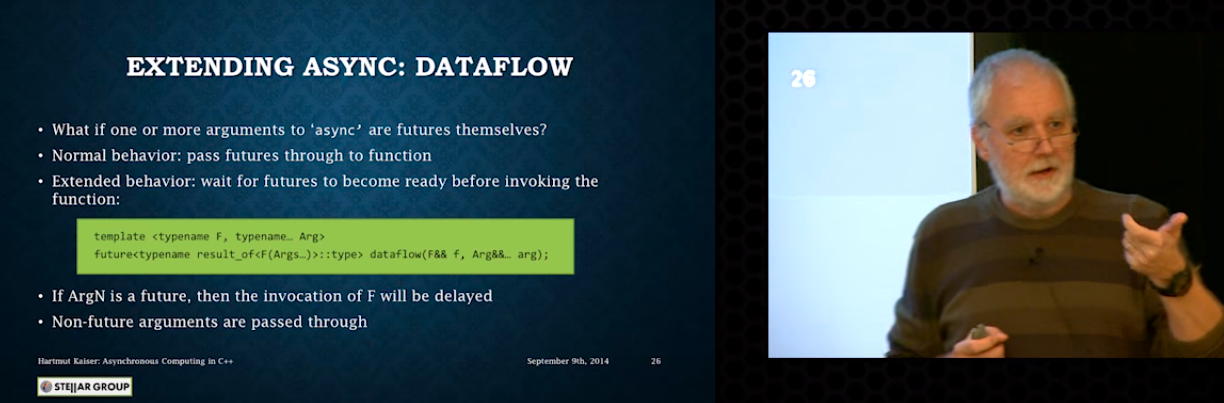 EXTENDING ASYNC: DATAFLOW
• What if one or more arguments to ‘async’ are futures themselves?
• Normal behavior: pass futures through to function
• Extended behavior: wait for futures to become ready before invoking the
function:
template <typename F, typename… Arg>
future<typename result_of<F(Args…)>::type> dataflow(F&& f, Arg&&… arg);
• If ArgN is a future, then the invocation of F will be delayed
• Non-future arguments are passed through
Hartmut Kaiser: Asynchronous Computing in C++
September 9th, 2014
26
STE||AR GROUP
26